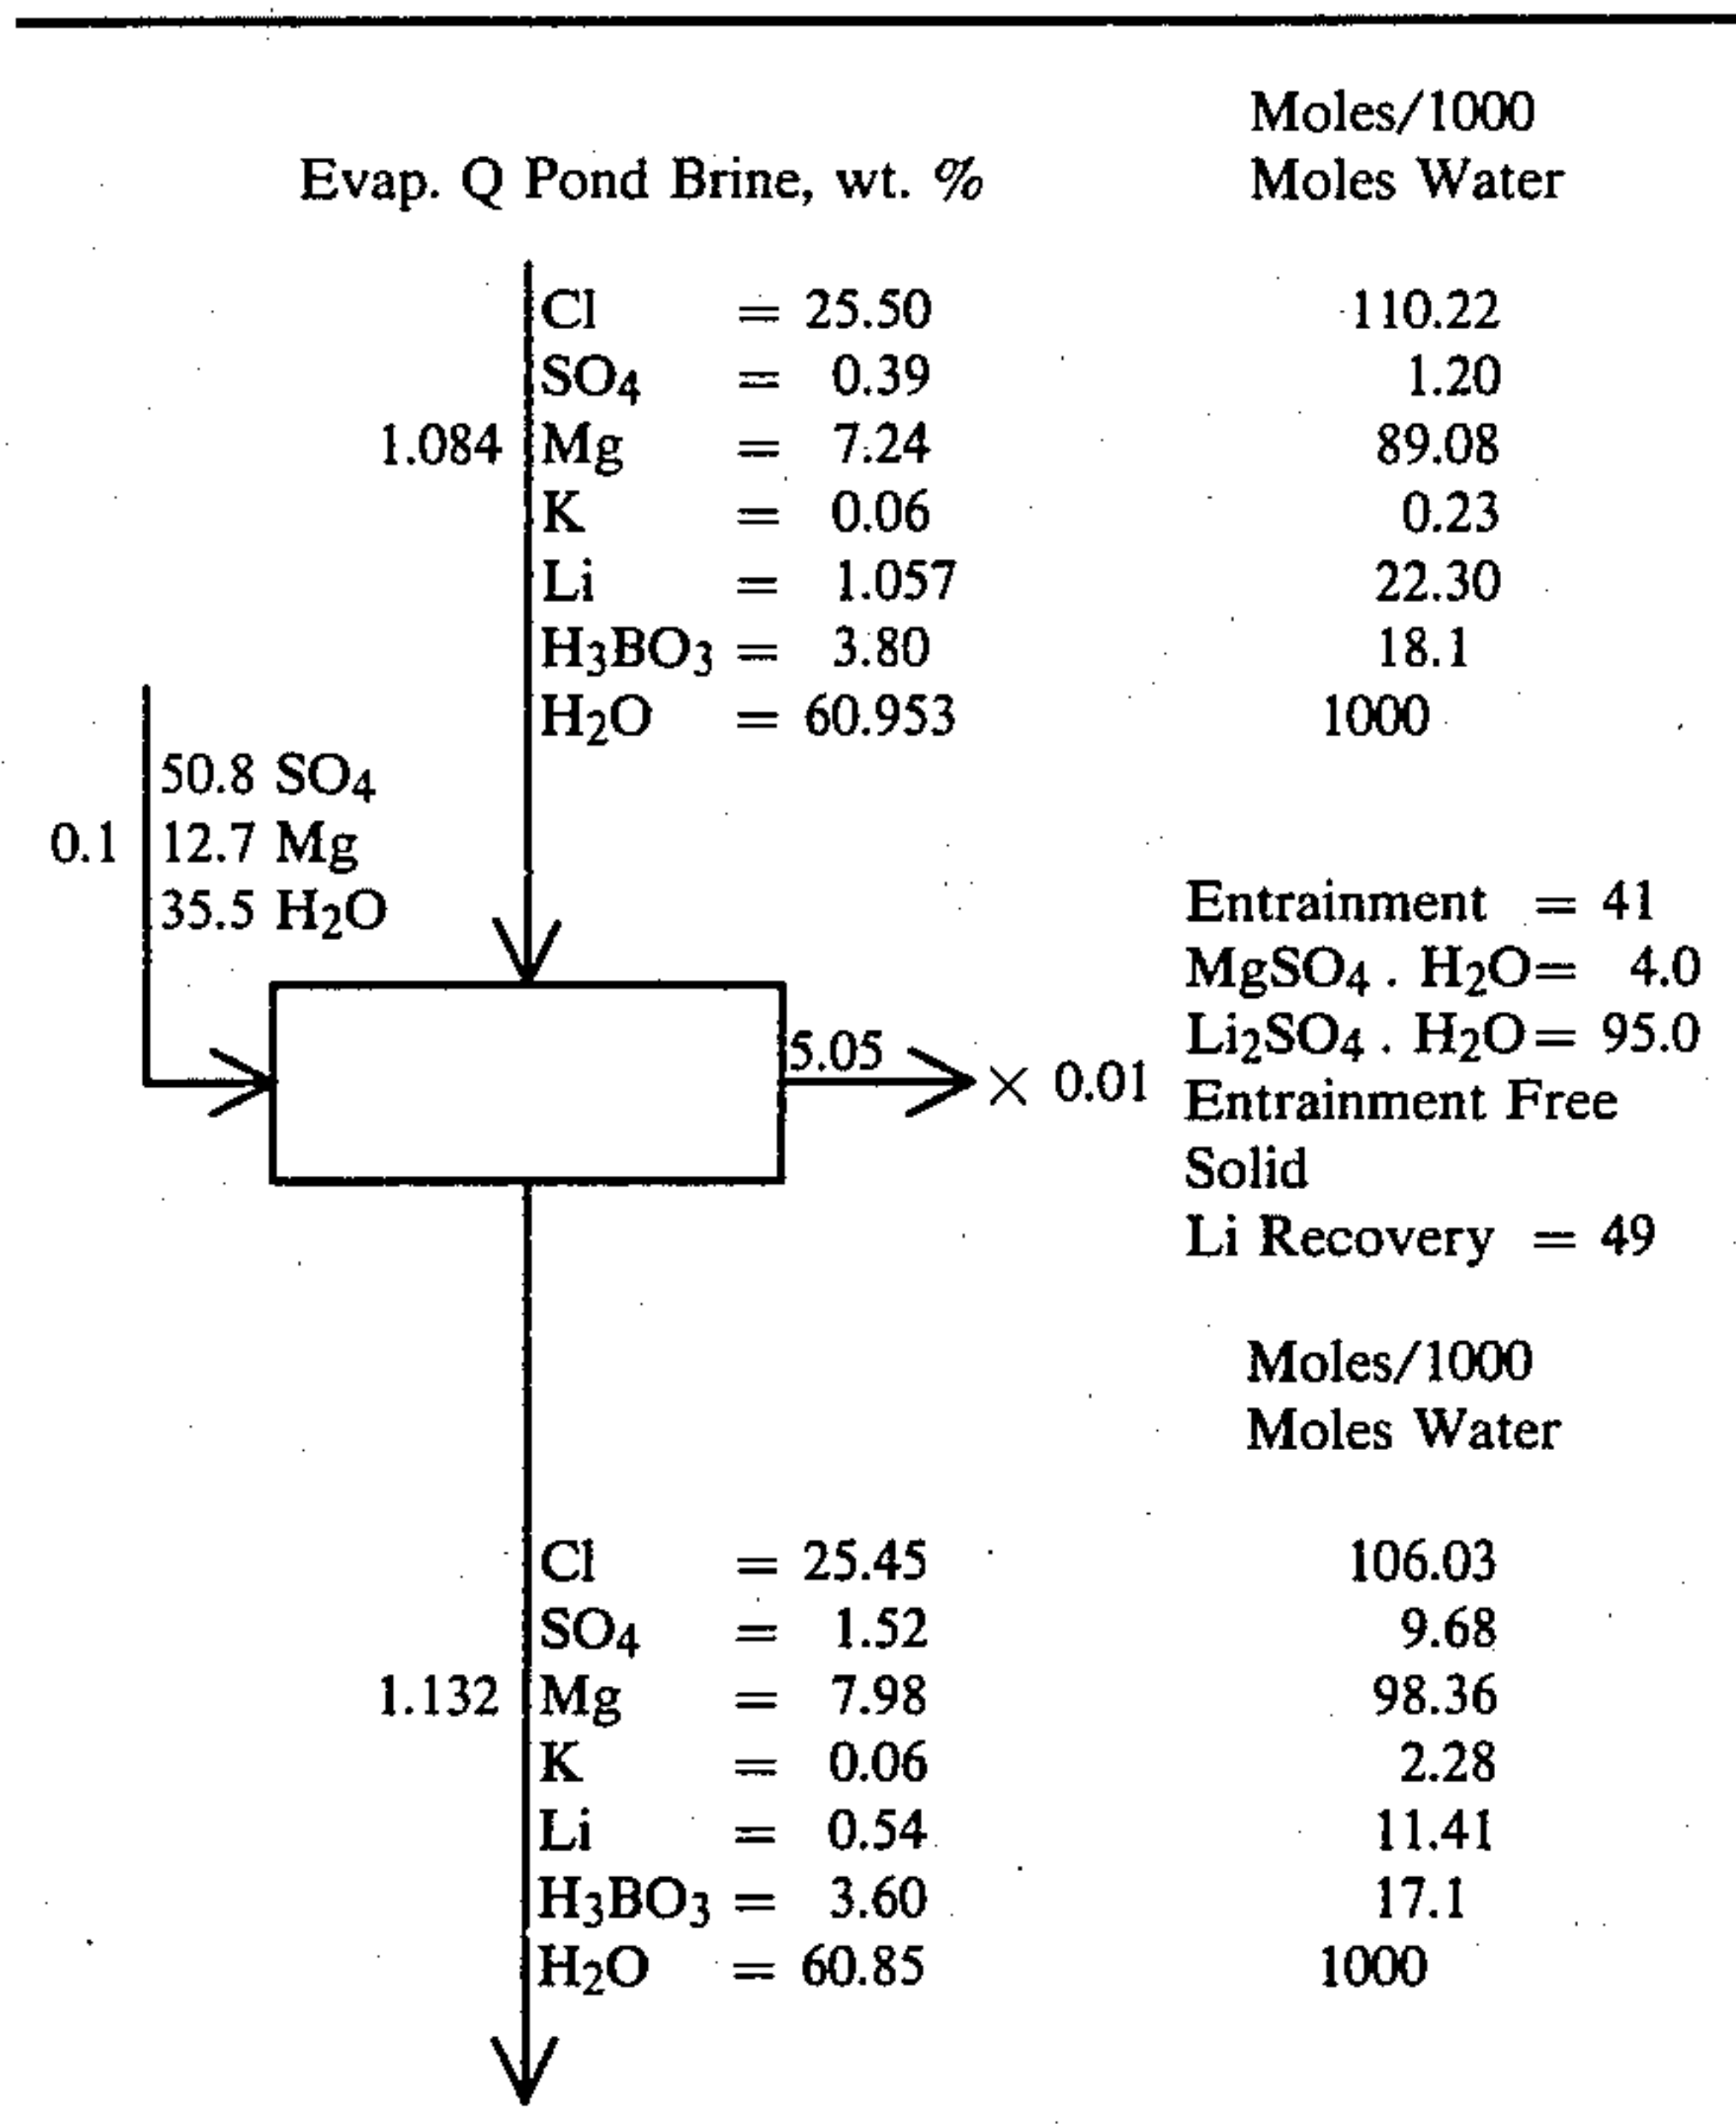 Moles/1000
Evap. Q Pond Brine, wt. % Moles Water
Cl = 25.50 110.22
SO₄ = 0.39 1.20
1.084 Mg = 7.24 89.08
K = 0.06 0.23
Li = 1.057 22.30
H₃BO₃ = 3.80 18.1
H₂O = 60.953 1000
50.8 SO₄
0.1 12.7 Mg
35.5 H₂O
Entrainment = 41
MgSO₄ . H₂O= 4.0
Li₂SO₄ . H₂O= 95.0
5.05 × 0.01
Entrainment Free
Solid
Li Recovery = 49
Moles/1000
Moles Water
Cl = 25.45 106.03
SO₄ = 1.52 9.68
1.132 Mg = 7.98 98.36
K = 0.06 2.28
Li = 0.54 11.41
H₃BO₃ = 3.60 17.1
H₂O = 60.85 1000